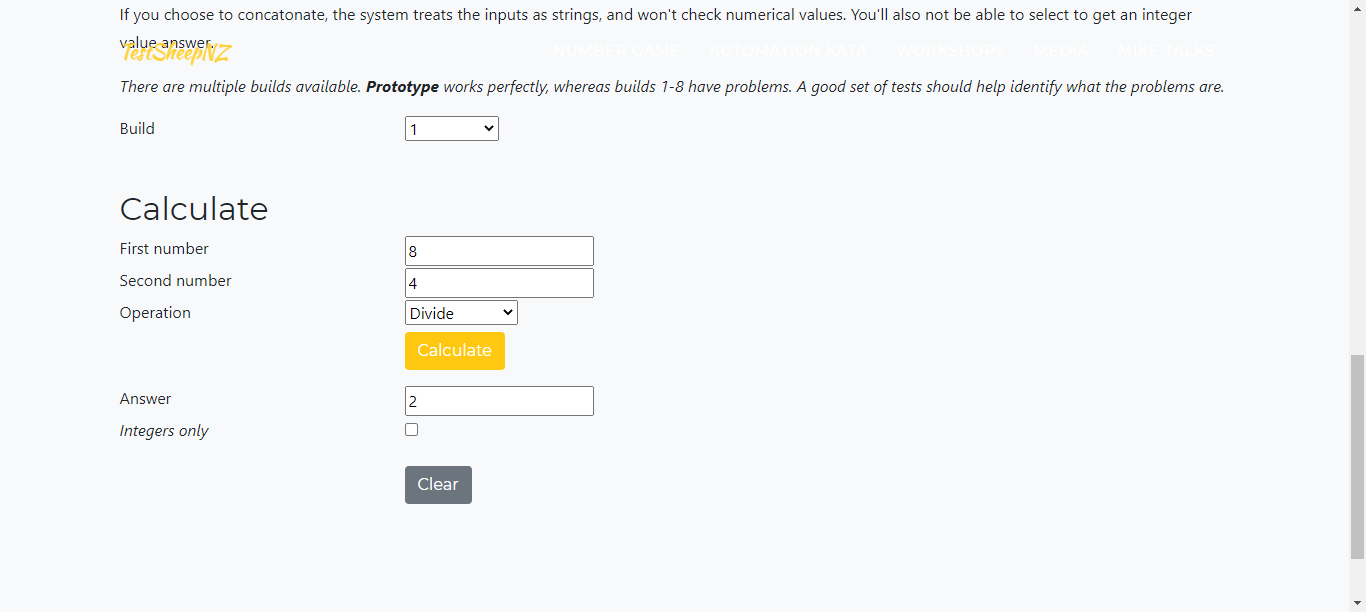 If you choose to concatonate, the system treats the inputs as strings, and won't check numerical values. You'll also not be able to select to get an integer
value answer.
TestSheepNZ NUMBER GAME AUTOMATION KATAS WORKSHOPS MEDIA MIKE TALKS
There are multiple builds available. Prototype works perfectly, whereas builds 1-8 have problems. A good set of tests should help identify what the problems are.
Build 1
Calculate
First number 8
Second number 4
Operation Divide
Calculate
Answer 2
Integers only
Clear